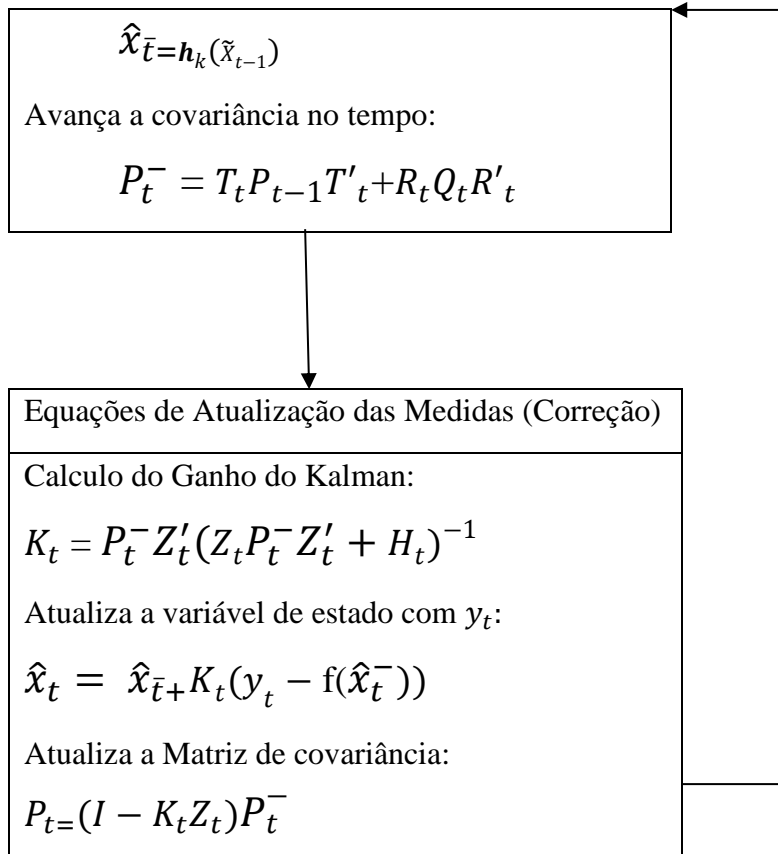 x̂_t̄=𝒉_k(x̃_{t−1})
Avança a covariância no tempo:
P_t^− = T_t P_{t−1} T'_t+R_t Q_t R'_t
Equações de Atualização das Medidas (Correção)
Calculo do Ganho do Kalman:
K_t = P_t^− Z_t'(Z_t P_t^− Z_t' + H_t)^{−1}
Atualiza a variável de estado com y_t:
x̂_t = x̂_t̄+K_t(y_t − f(x̂_t^−))
Atualiza a Matriz de covariância:
P_t=(I − K_t Z_t)P_t^−